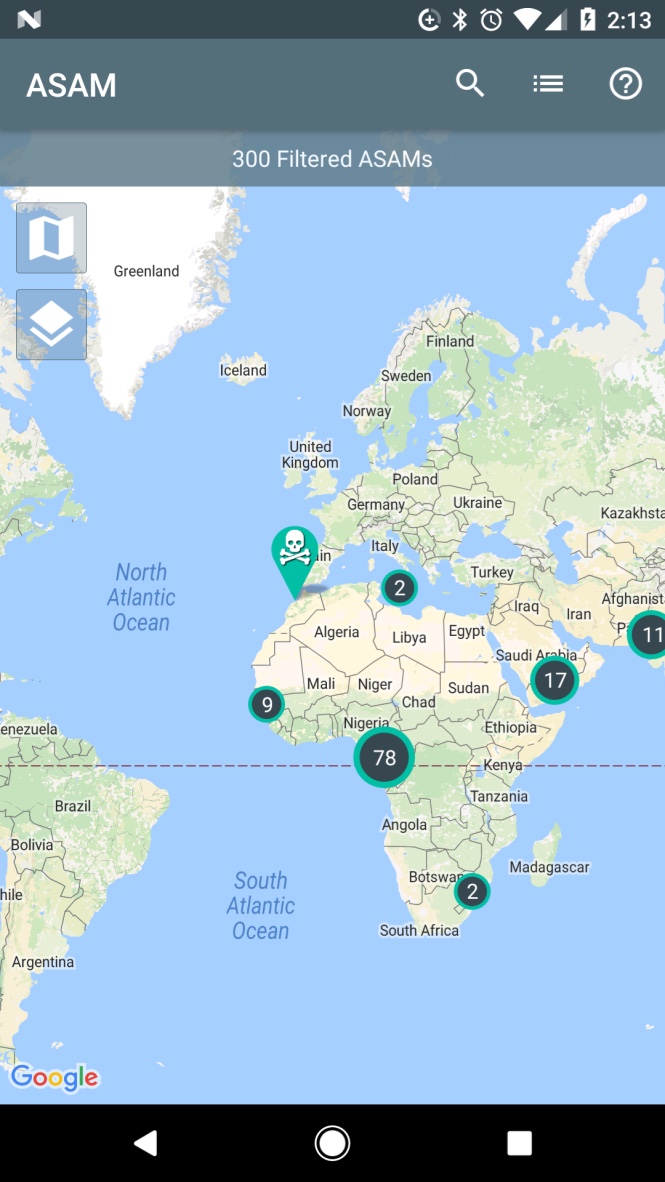 2:13
ASAM
300 Filtered ASAMs
Greenland
Finland
Iceland
Sweden
Norway
United
Kingdom
Poland
Germany
Ukraine
Kazakhsta
ain
Italy
North
Atlantic
Ocean
Turkey
2
Iraq
Iran
Afghanist
Algeria
Libya
Egypt
11
Saudi Arabia
17
Mali
Niger
Sudan
Chad
9
Nigeria
enezuela
Ethiopia
78
Kenya
Tanzania
Brazil
Angola
Bolivia
Madagascar
Botswan
2
hile
South
Atlantic
Ocean
South Africa
Argentina
Google